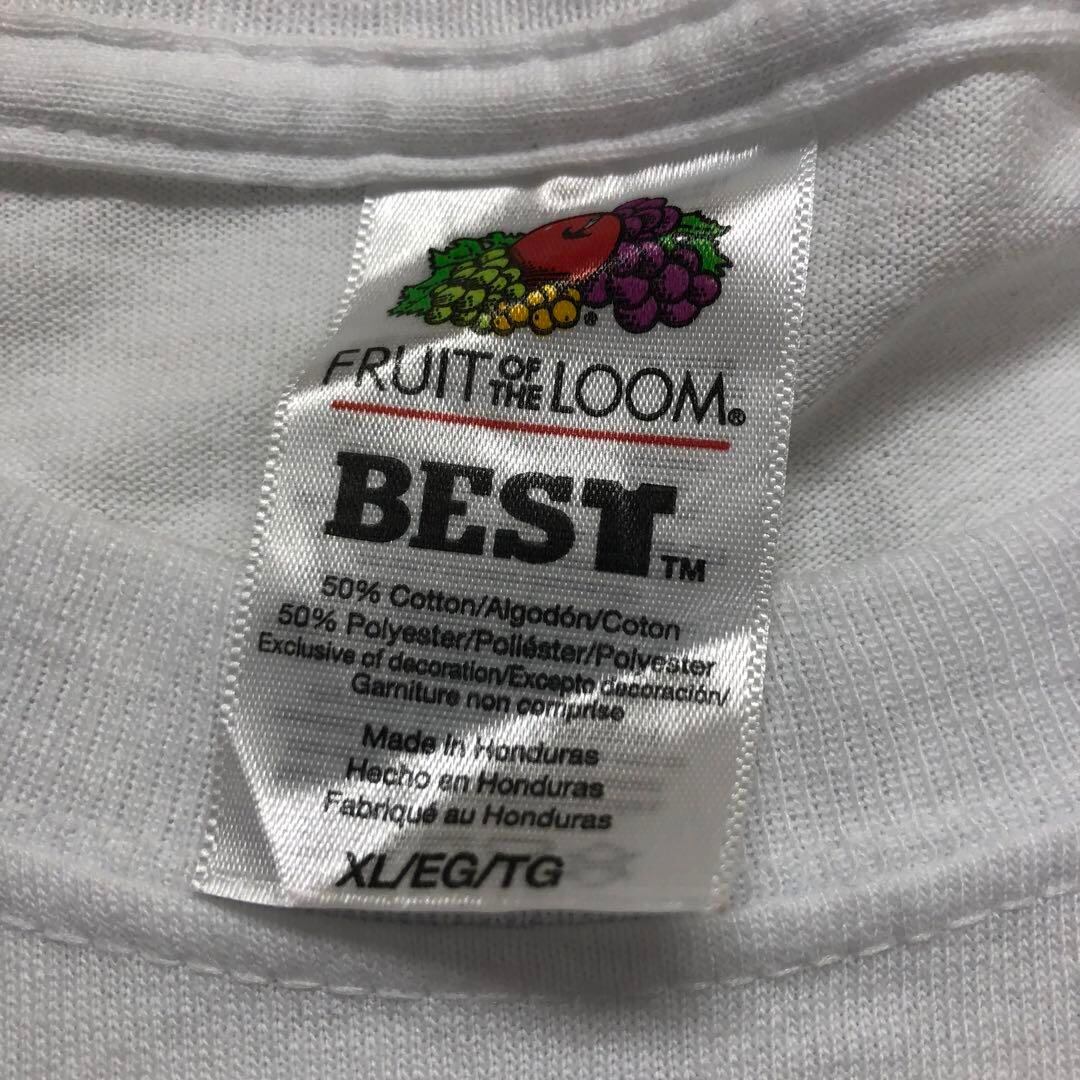 ®
FRUIT OF THE LOOM®
BEST™
50% Cotton/Algodón/Coton
50% Polyester/Poliéster/Polyester
Exclusive of decoration/Excepto decoración/
Garniture non comprise
Made in Honduras
Hecho en Honduras
Fabriqué au Honduras
XL/EG/TG